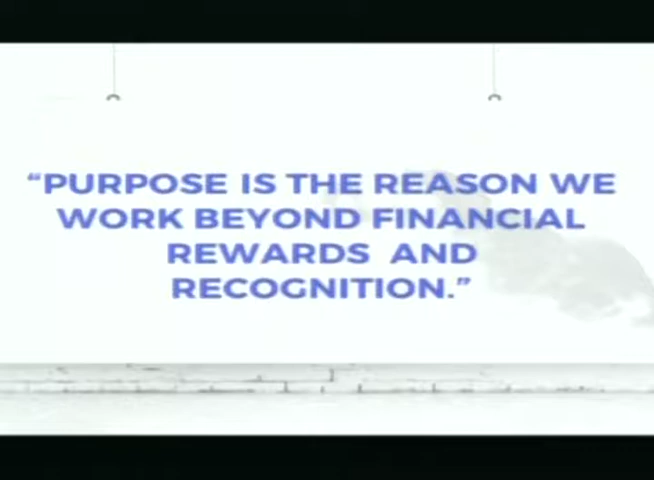 “PURPOSE IS THE REASON WE
WORK BEYOND FINANCIAL
REWARDS AND
RECOGNITION.”